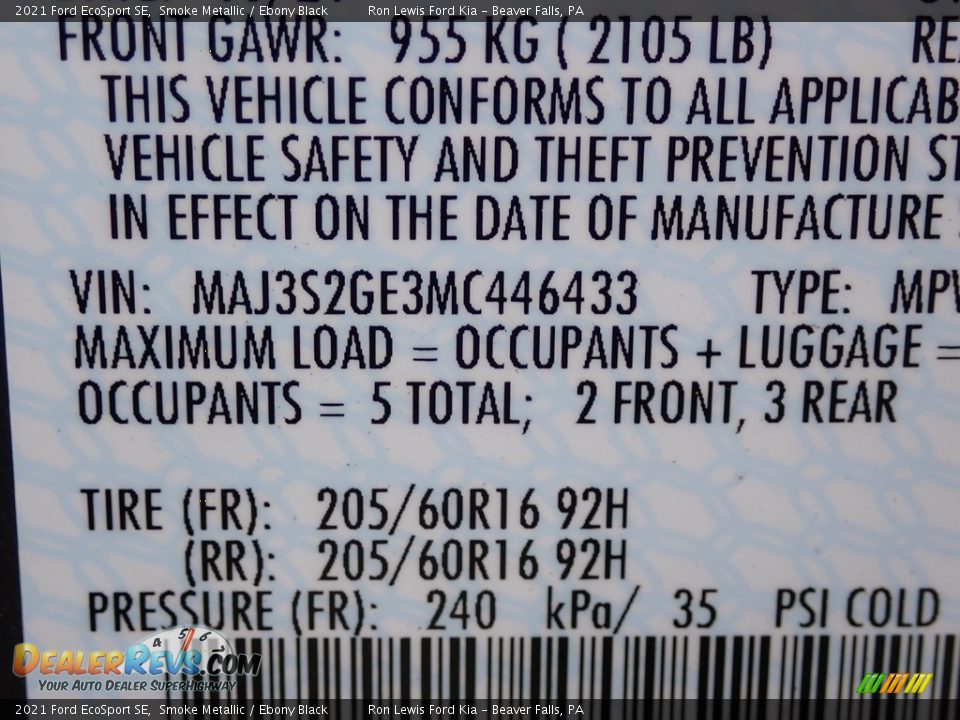 2021 Ford EcoSport SE, Smoke Metallic / Ebony Black Ron Lewis Ford Kia - Beaver Falls, PA
FRONT GAWR: 955 KG ( 2105 LB)
THIS VEHICLE CONFORMS TO ALL
VEHICLE SAFETY AND THEFT PREVENTION
IN EFFECT ON THE DATE OF MANUFACTURE
VIN: MAJ3S2GE3MC446433 TYPE: MPV
MAXIMUM LOAD = OCCUPANTS + LUGGAGE =
OCCUPANTS = 5 TOTAL; 2 FRONT, 3 REAR
TIRE (FR): 205/60R16 92H
(RR): 205/60R16 92H
PRESSURE (FR): 240 kPa/ 35 PSI COLD
4 5 6
DEALERREVS.COM
YOUR AUTO DEALER SUPERHIGHWAY
2021 Ford EcoSport SE, Smoke Metallic / Ebony Black Ron Lewis Ford Kia - Beaver Falls, PA